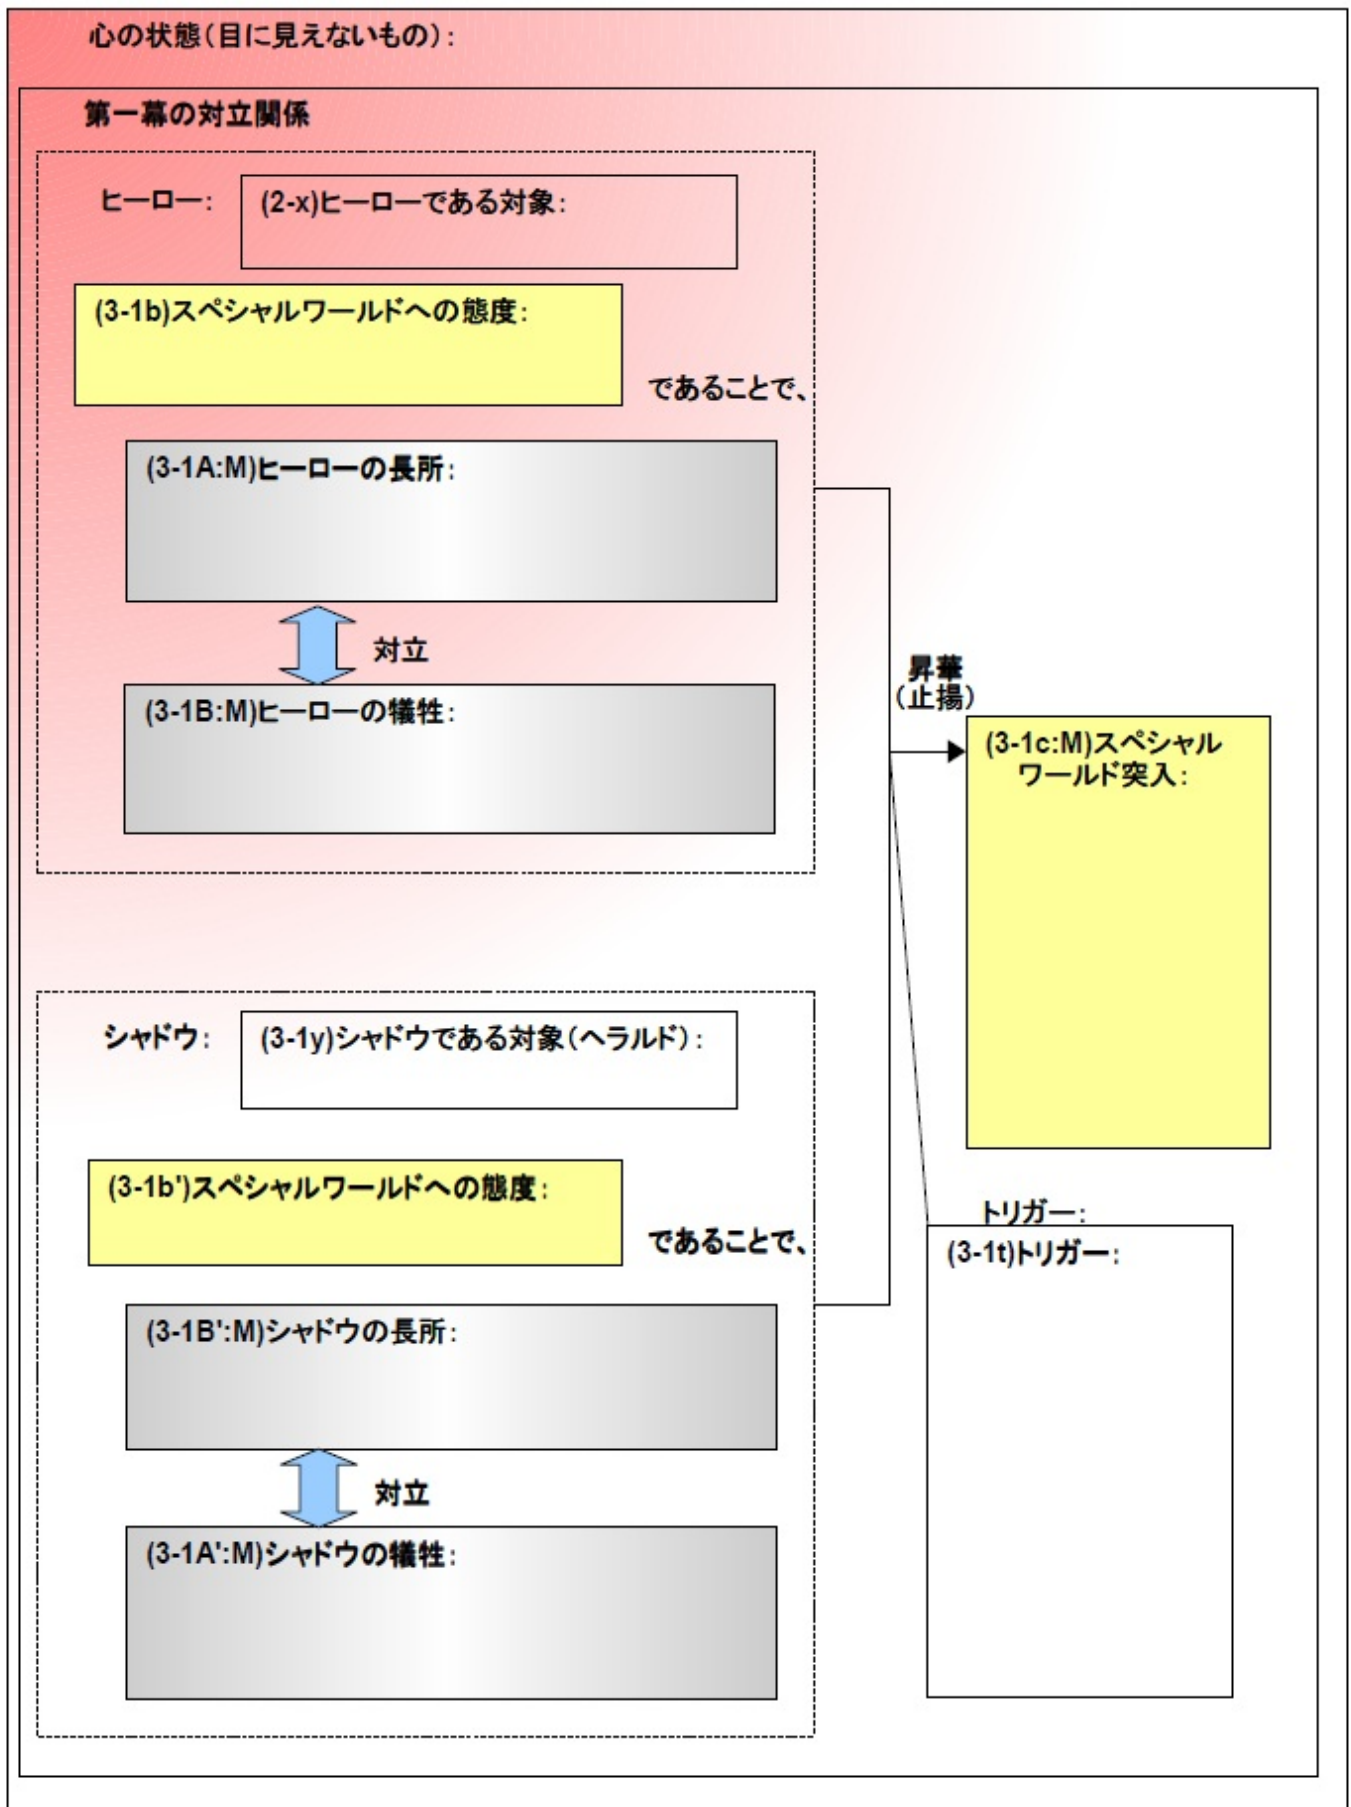 心の状態(目に見えないもの):
第一幕の対立関係
ヒーロー:
(2-x)ヒーローである対象:
(3-1b)スペシャルワールドへの態度:
であることで、
(3-1A:M)ヒーローの長所:
対立
(3-1B:M)ヒーローの犠牲:
昇華
(止揚)
(3-1c:M)スペシャル
ワールド突入:
シャドウ:
(3-1y)シャドウである対象(ヘラルド):
(3-1b')スペシャルワールドへの態度:
であることで、
トリガー:
(3-1t)トリガー:
(3-1B':M)シャドウの長所:
対立
(3-1A':M)シャドウの犠牲: